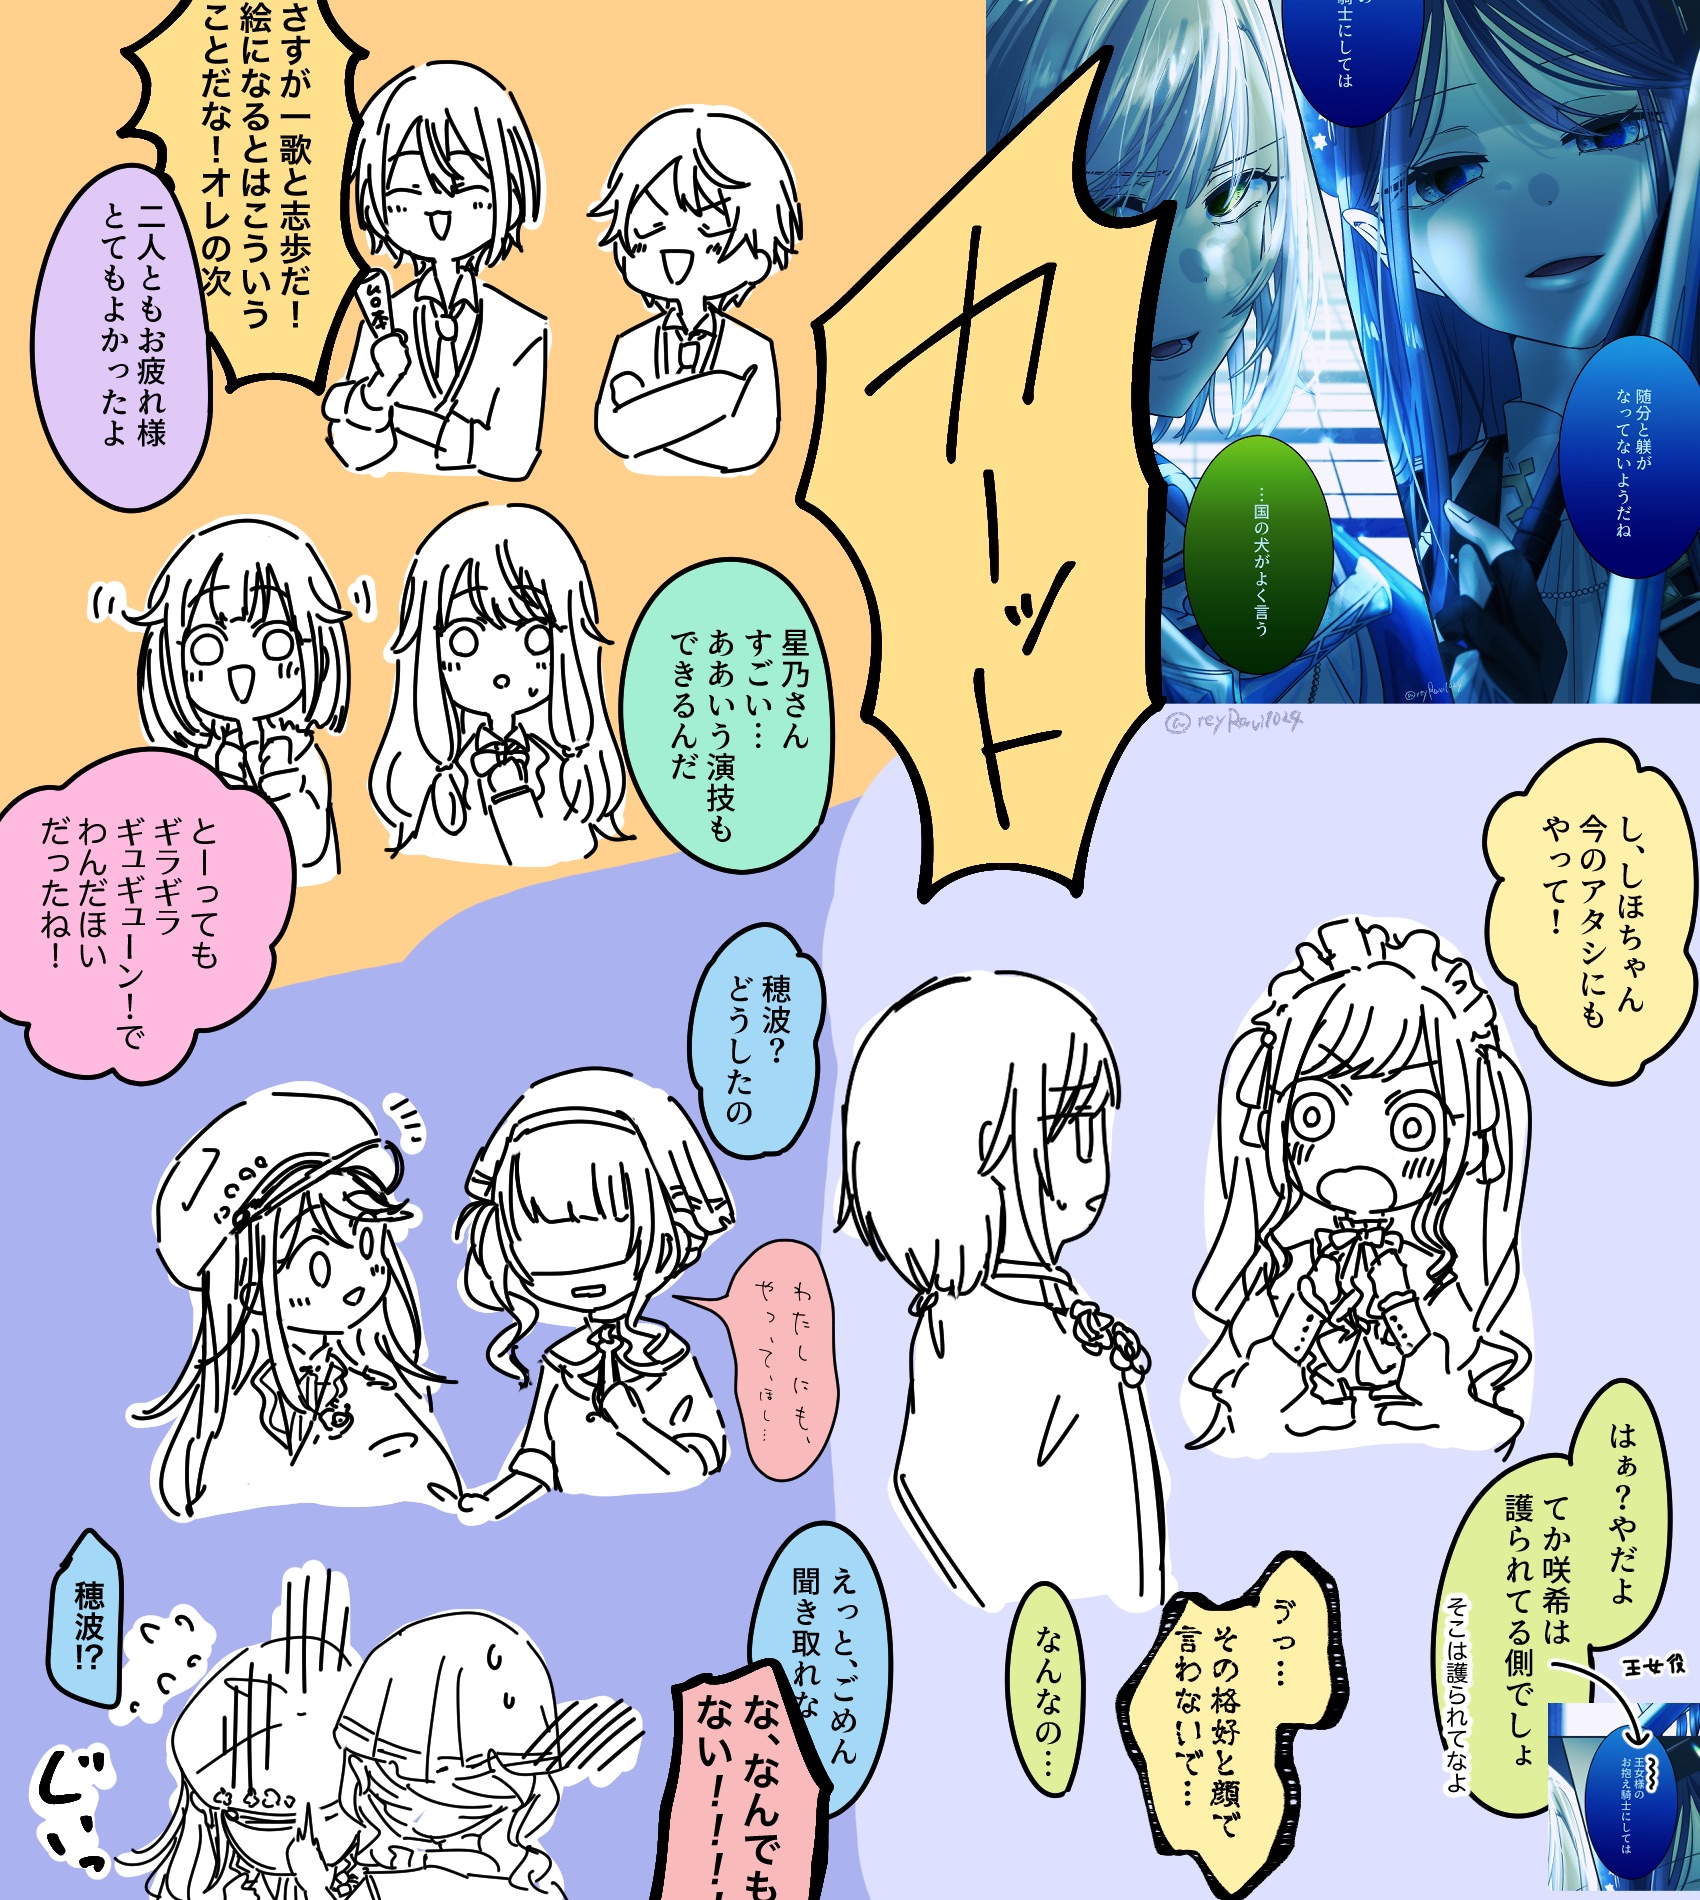 騎士にしては
随分と躾が
なってないようだね
…国の犬がよく言う
@reyRavi1024
カーット
さすが一歌と志歩だ！
絵になるとはこういう
ことだな！オレの次
二人ともお疲れ様
とてもよかったよ
星乃さん
すごい…
ああいう演技も
できるんだ
とーっても
ギラギラ
ギュギューン！で
わんだほい
だったね！
し、しほちゃん
今のアタシにも
やって！
はぁ？やだよ
てか咲希は
護られてる側でしょ
そこは護られてなよ
王女役
王女様の
お抱え騎士にしては
ゔっ…
その格好と顔で
言わないで…
なんなの…
穂波？
どうしたの
わたしにも、
やって、ほし…
えっと、ごめん
聞き取れな
な、なんでも
ない！！！！
穂波!?
じぃっ